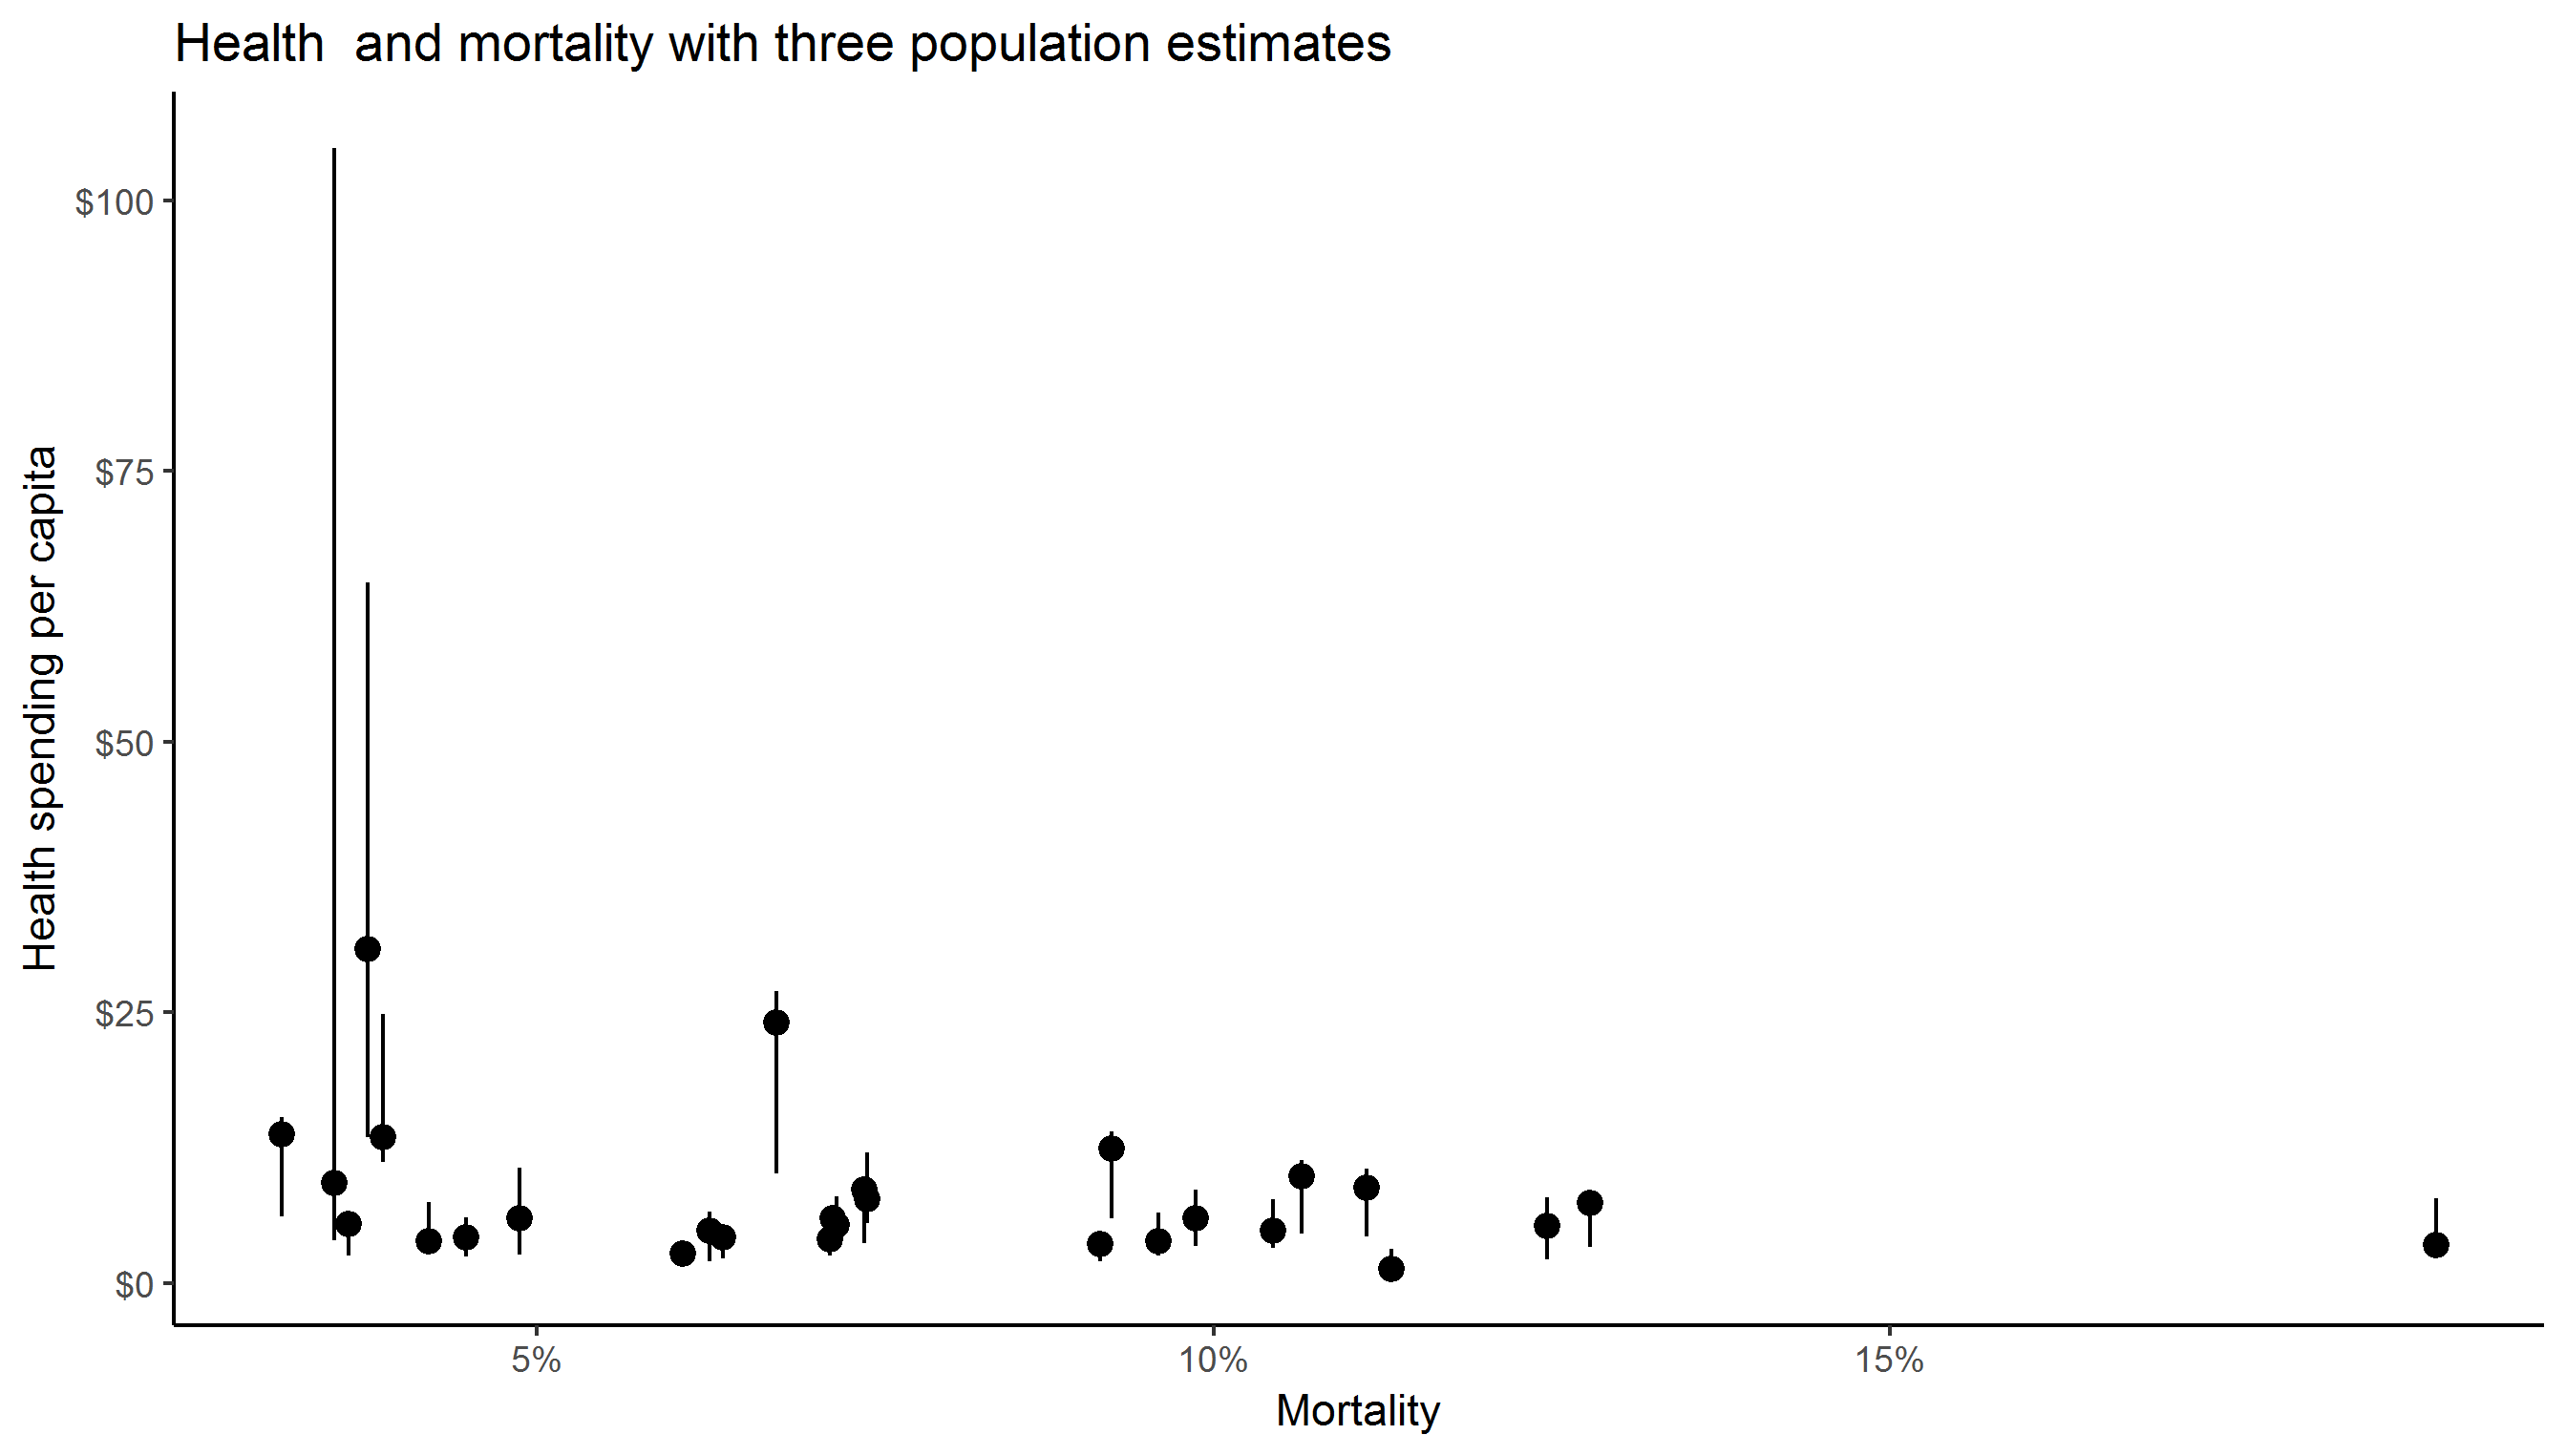 Health  and mortality with three population estimates
Health spending per capita
$100
$75
$50
$25
$0
5%
10%
15%
Mortality